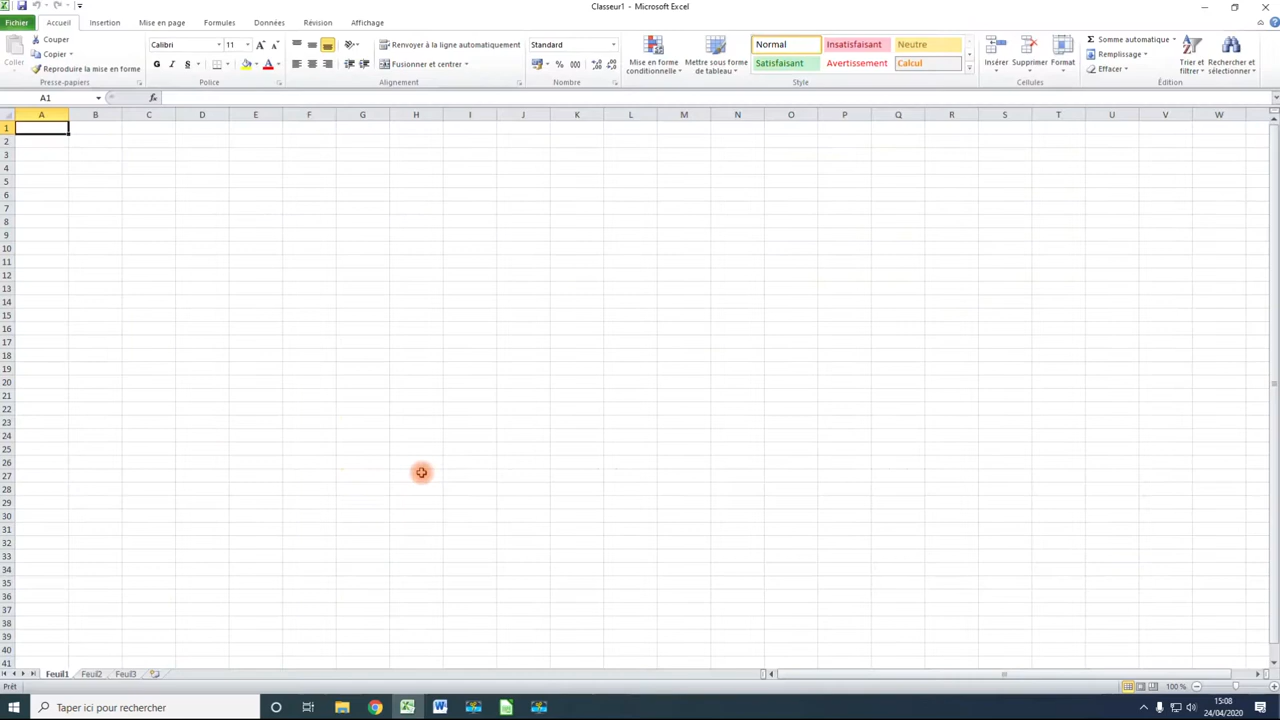 Classeur1 - Microsoft Excel
Fichier Accueil Insertion Mise en page Formules Données Révision Affichage
Coller
Couper
Copier
Reproduire la mise en forme
Presse-papiers
Calibri 11
G I S
Police
Renvoyer à la ligne automatiquement
Fusionner et centrer
Alignement
Standard
% 000
Nombre
Mise en forme conditionnelle
Mettre sous forme de tableau
Normal Insatisfaisant Neutre
Satisfaisant Avertissement Calcul
Style
Insérer Supprimer Format
Cellules
Σ Somme automatique
Remplissage
Effacer
Trier et filtrer
Rechercher et sélectionner
Édition
A1
fx
A B C D E F G H I J K L M N O P Q R S T U V W
1
2
3
4
5
6
7
8
9
10
11
12
13
14
15
16
17
18
19
20
21
22
23
24
25
26
27
28
29
30
31
32
33
34
35
36
37
38
39
40
41
Feuil1 Feuil2 Feuil3
Prêt
100 %
Taper ici pour rechercher
15:08
24/04/2020